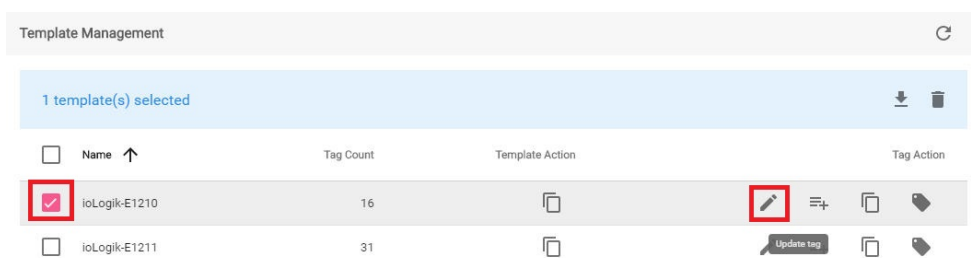 Template Management
1 template(s) selected
Name Tag Count Template Action Tag Action
ioLogik-E1210 16
ioLogik-E1211 31 Update teg